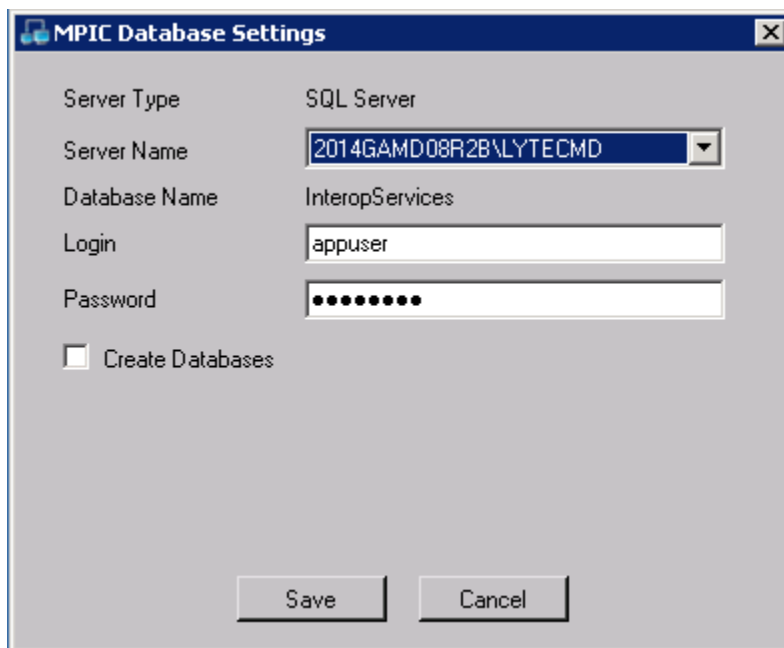 MPIC Database Settings
Server Type SQL Server
Server Name 2014GAMD08R2B\LYTECMD
Database Name InteropServices
Login appuser
Password ●●●●●●●●
Create Databases
Save Cancel